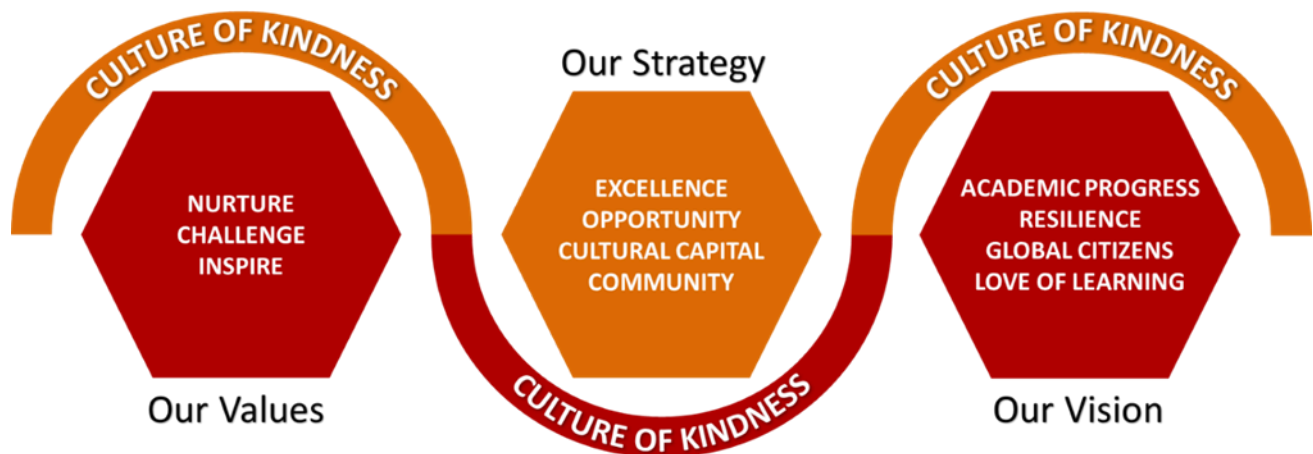 CULTURE OF KINDNESS
NURTURE
CHALLENGE
INSPIRE
Our Values
Our Strategy
EXCELLENCE
OPPORTUNITY
CULTURAL CAPITAL
COMMUNITY
CULTURE OF KINDNESS
CULTURE OF KINDNESS
ACADEMIC PROGRESS
RESILIENCE
GLOBAL CITIZENS
LOVE OF LEARNING
Our Vision